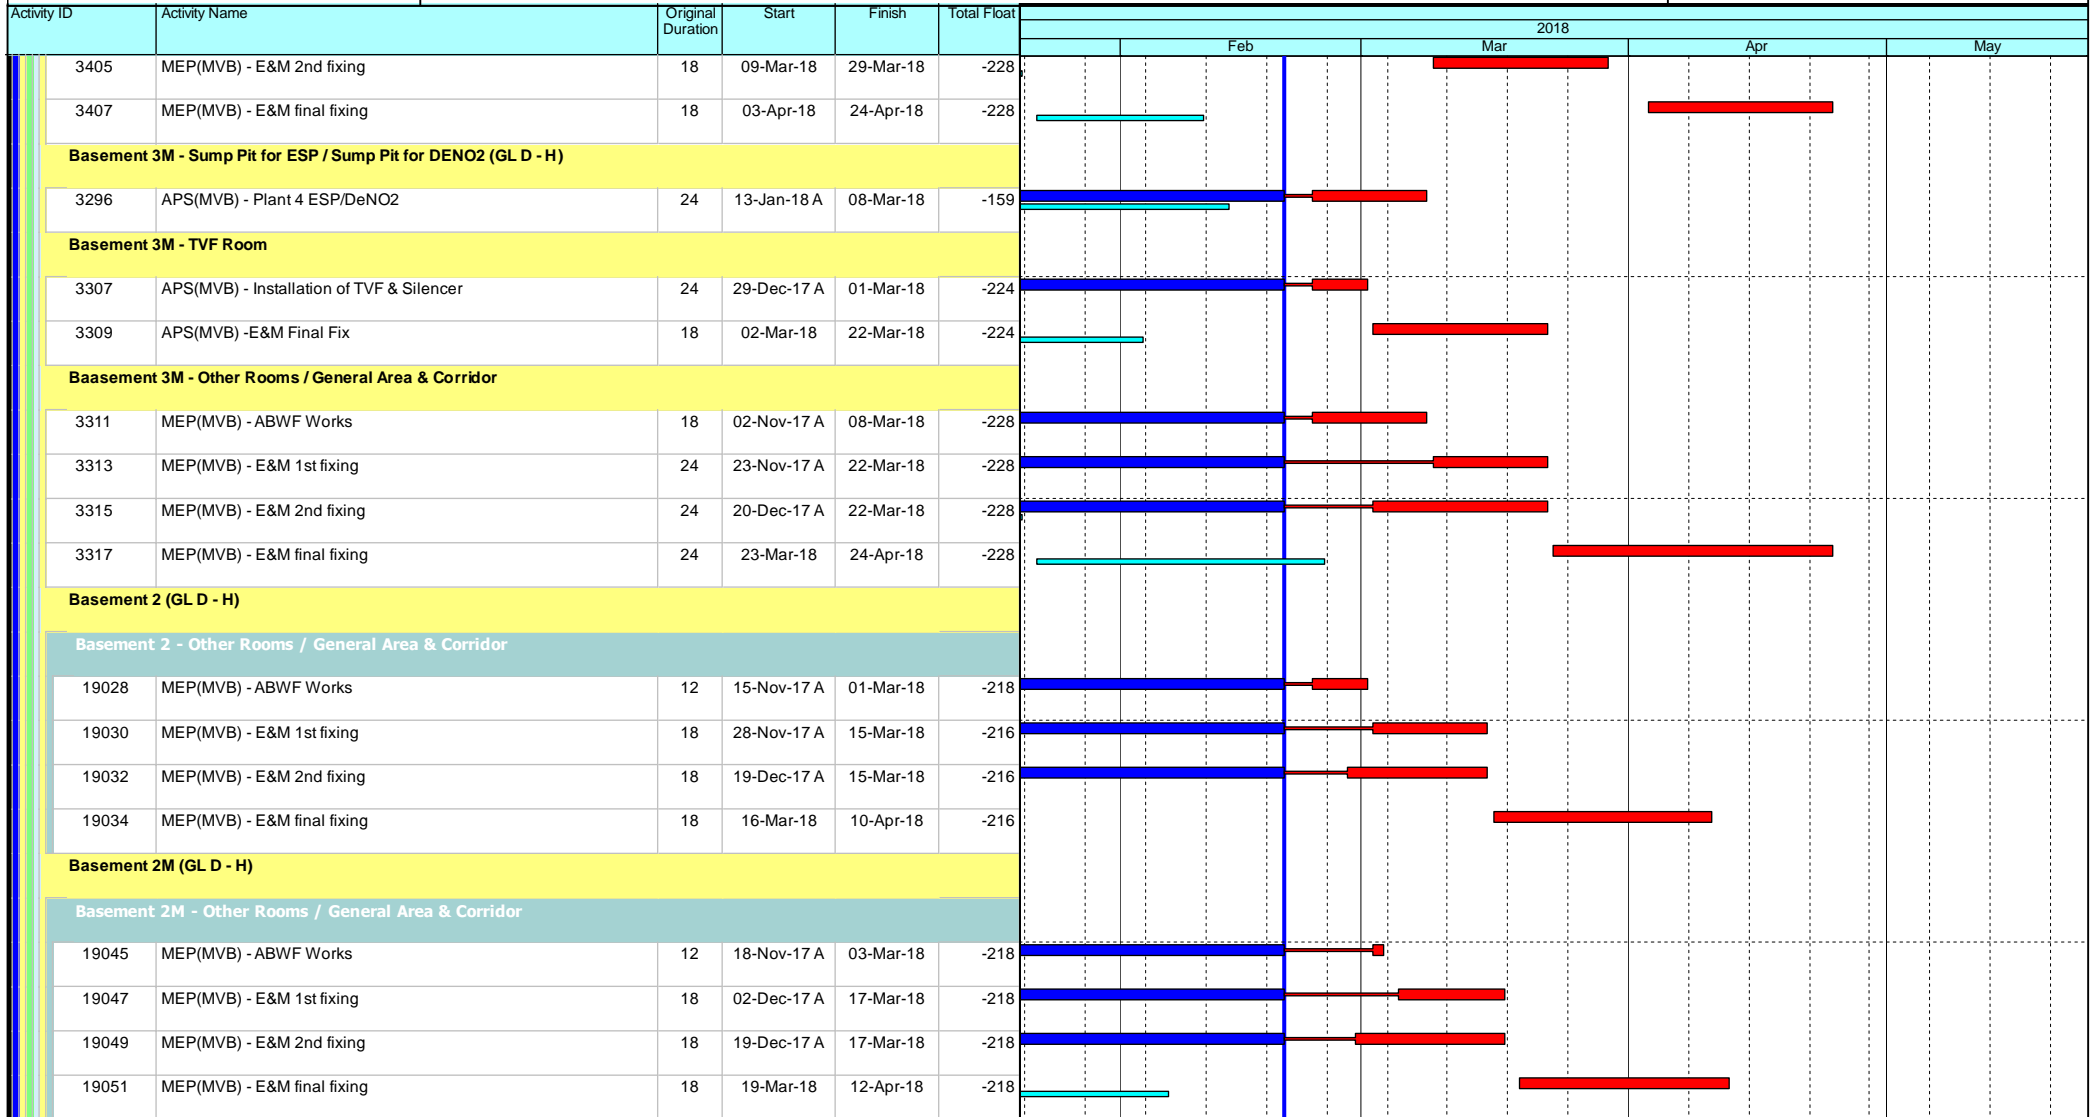 Activity ID Activity Name Original Duration Start Finish Total Float
2018
Feb Mar Apr May
3405 MEP(MVB) - E&M 2nd fixing 18 09-Mar-18 29-Mar-18 -228
3407 MEP(MVB) - E&M final fixing 18 03-Apr-18 24-Apr-18 -228
Basement 3M - Sump Pit for ESP / Sump Pit for DENO2 (GL D - H)
3296 APS(MVB) - Plant 4 ESP/DeNO2 24 13-Jan-18 A 08-Mar-18 -159
Basement 3M - TVF Room
3307 APS(MVB) - Installation of TVF & Silencer 24 29-Dec-17 A 01-Mar-18 -224
3309 APS(MVB) -E&M Final Fix 18 02-Mar-18 22-Mar-18 -224
Baasement 3M - Other Rooms / General Area & Corridor
3311 MEP(MVB) - ABWF Works 18 02-Nov-17 A 08-Mar-18 -228
3313 MEP(MVB) - E&M 1st fixing 24 23-Nov-17 A 22-Mar-18 -228
3315 MEP(MVB) - E&M 2nd fixing 24 20-Dec-17 A 22-Mar-18 -228
3317 MEP(MVB) - E&M final fixing 24 23-Mar-18 24-Apr-18 -228
Basement 2 (GL D - H)
Basement 2 - Other Rooms / General Area & Corridor
19028 MEP(MVB) - ABWF Works 12 15-Nov-17 A 01-Mar-18 -218
19030 MEP(MVB) - E&M 1st fixing 18 28-Nov-17 A 15-Mar-18 -216
19032 MEP(MVB) - E&M 2nd fixing 18 19-Dec-17 A 15-Mar-18 -216
19034 MEP(MVB) - E&M final fixing 18 16-Mar-18 10-Apr-18 -216
Basement 2M (GL D - H)
Basement 2M - Other Rooms / General Area & Corridor
19045 MEP(MVB) - ABWF Works 12 18-Nov-17 A 03-Mar-18 -218
19047 MEP(MVB) - E&M 1st fixing 18 02-Dec-17 A 17-Mar-18 -218
19049 MEP(MVB) - E&M 2nd fixing 18 19-Dec-17 A 17-Mar-18 -218
19051 MEP(MVB) - E&M final fixing 18 19-Mar-18 12-Apr-18 -218